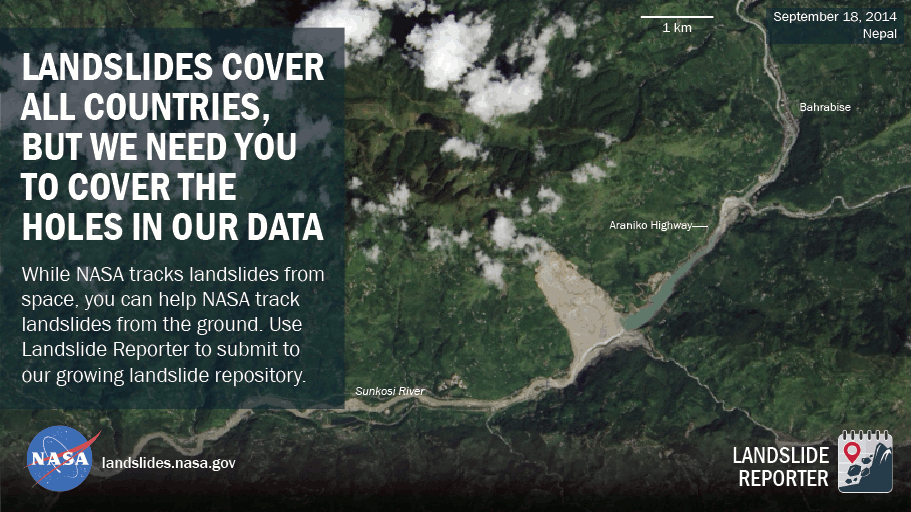 September 18, 2014
Nepal
1 km
LANDSLIDES COVER
ALL COUNTRIES,
BUT WE NEED YOU
TO COVER THE
HOLES IN OUR DATA
Bahrabise
Araniko Highway
While NASA tracks landslides from
space, you can help NASA track
landslides from the ground. Use
Landslide Reporter to submit to
our growing landslide repository.
Sunkosi River
NASA
landslides.nasa.gov
LANDSLIDE
REPORTER